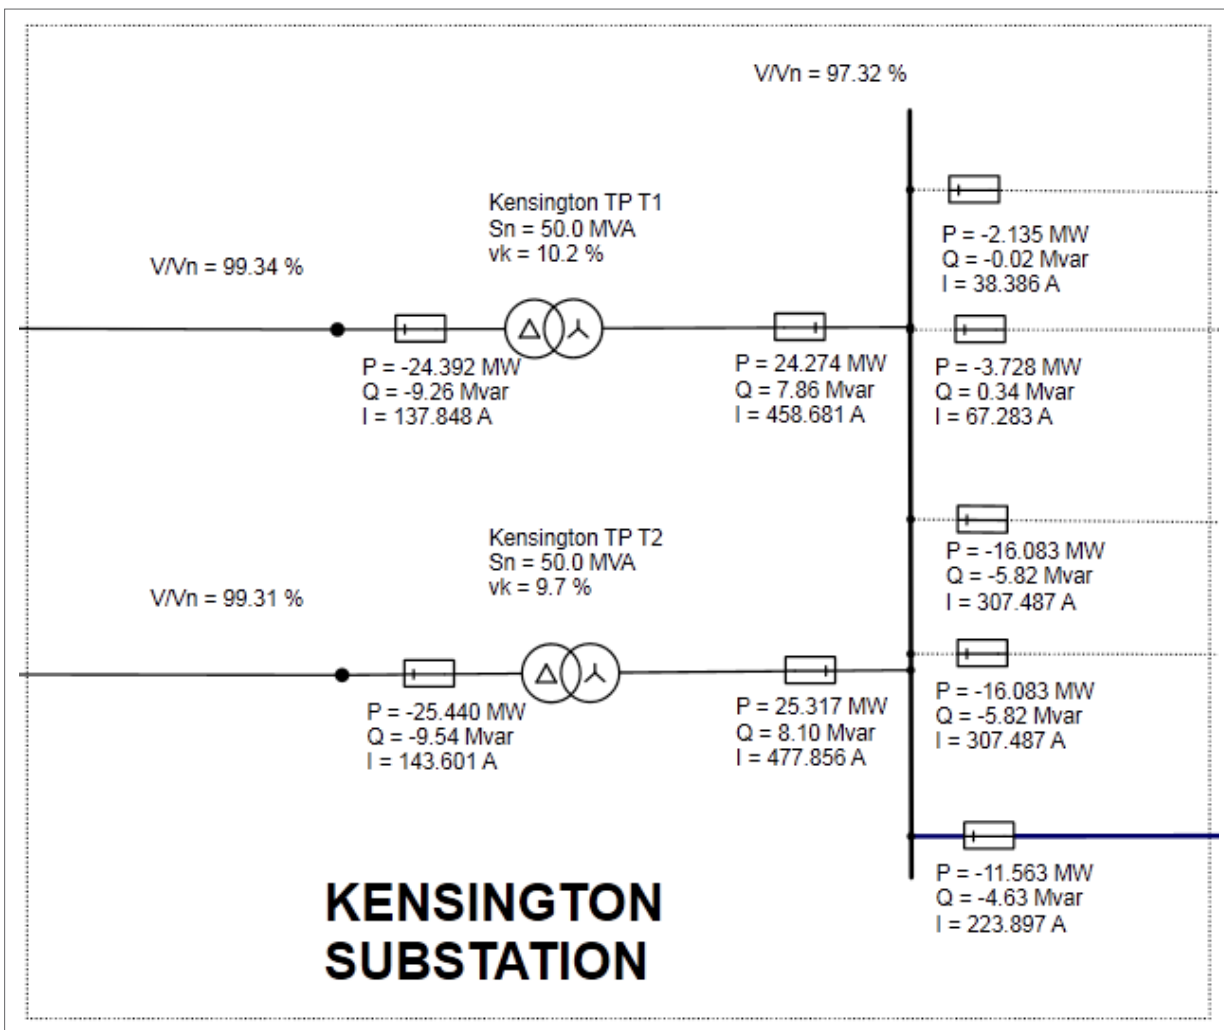 V/Vn = 97.32 %
Kensington TP T1
Sn = 50.0 MVA
vk = 10.2 %
V/Vn = 99.34 %
P = -24.392 MW
Q = -9.26 Mvar
I = 137.848 A
P = 24.274 MW
Q = 7.86 Mvar
I = 458.681 A
P = -2.135 MW
Q = -0.02 Mvar
I = 38.386 A
P = -3.728 MW
Q = 0.34 Mvar
I = 67.283 A
Kensington TP T2
Sn = 50.0 MVA
vk = 9.7 %
V/Vn = 99.31 %
P = -25.440 MW
Q = -9.54 Mvar
I = 143.601 A
P = 25.317 MW
Q = 8.10 Mvar
I = 477.856 A
P = -16.083 MW
Q = -5.82 Mvar
I = 307.487 A
P = -16.083 MW
Q = -5.82 Mvar
I = 307.487 A
P = -11.563 MW
Q = -4.63 Mvar
I = 223.897 A
KENSINGTON
SUBSTATION